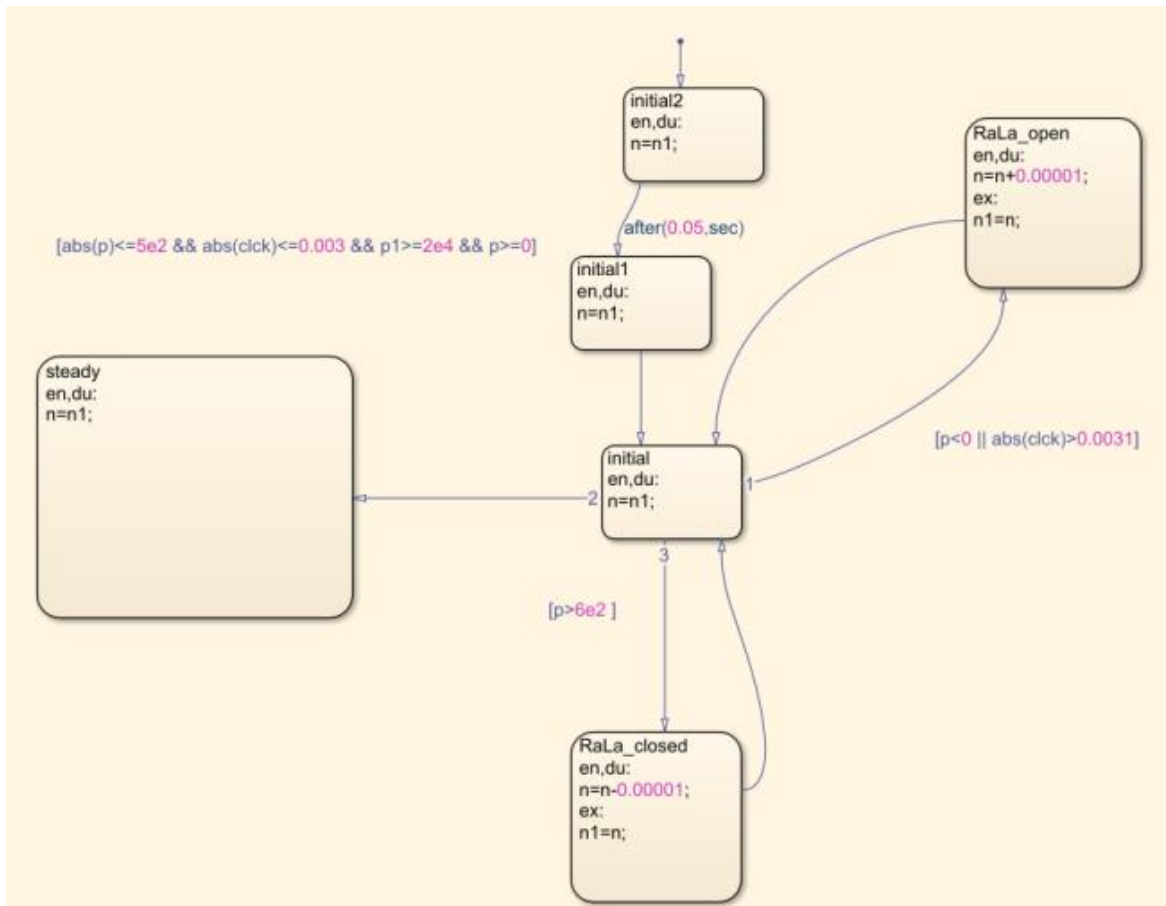 initial2
en,du:
n=n1;
RaLa_open
en,du:
n=n+0.00001;
ex:
n1=n;
after(0.05,sec)
[abs(p)<=5e2 && abs(clck)<=0.003 && p1>=2e4 && p>=0]
initial1
en,du:
n=n1;
steady
en,du:
n=n1;
[p<0 || abs(clck)>0.0031]
initial
en,du:
n=n1;
1
2
3
[p>6e2 ]
RaLa_closed
en,du:
n=n-0.00001;
ex:
n1=n;